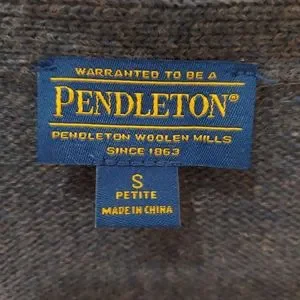 WARRANTED TO BE A
PENDLETON®
PENDLETON WOOLEN MILLS
SINCE 1863
S
PETITE
MADE IN CHINA